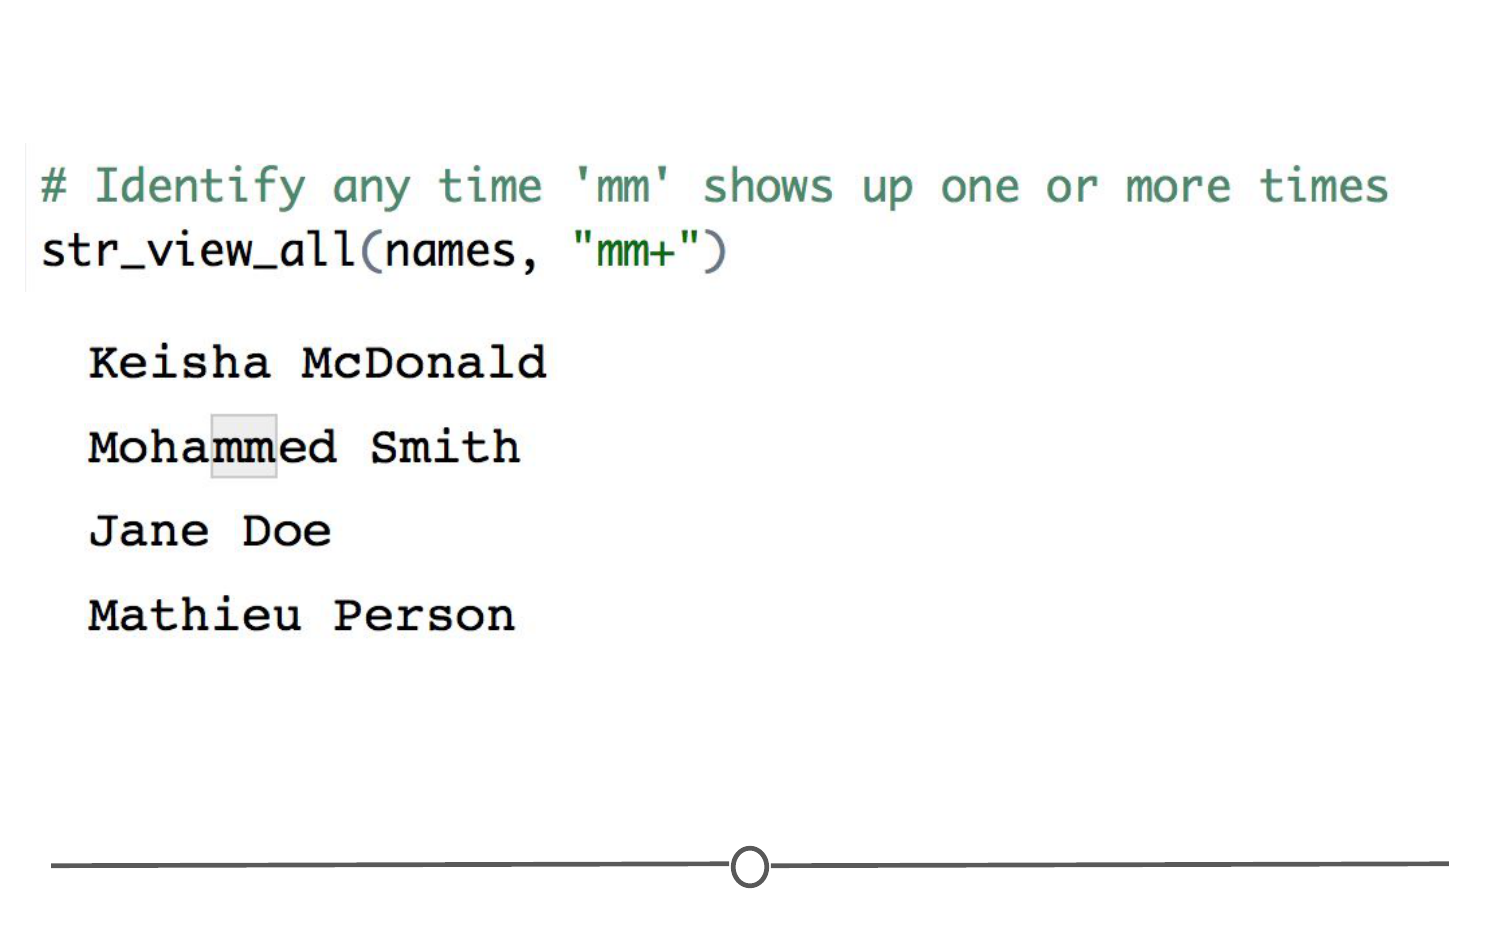 # Identify any time 'mm' shows up one or more times
str_view_all(names, "mm+")
Keisha McDonald
Mohammed Smith
Jane Doe
Mathieu Person